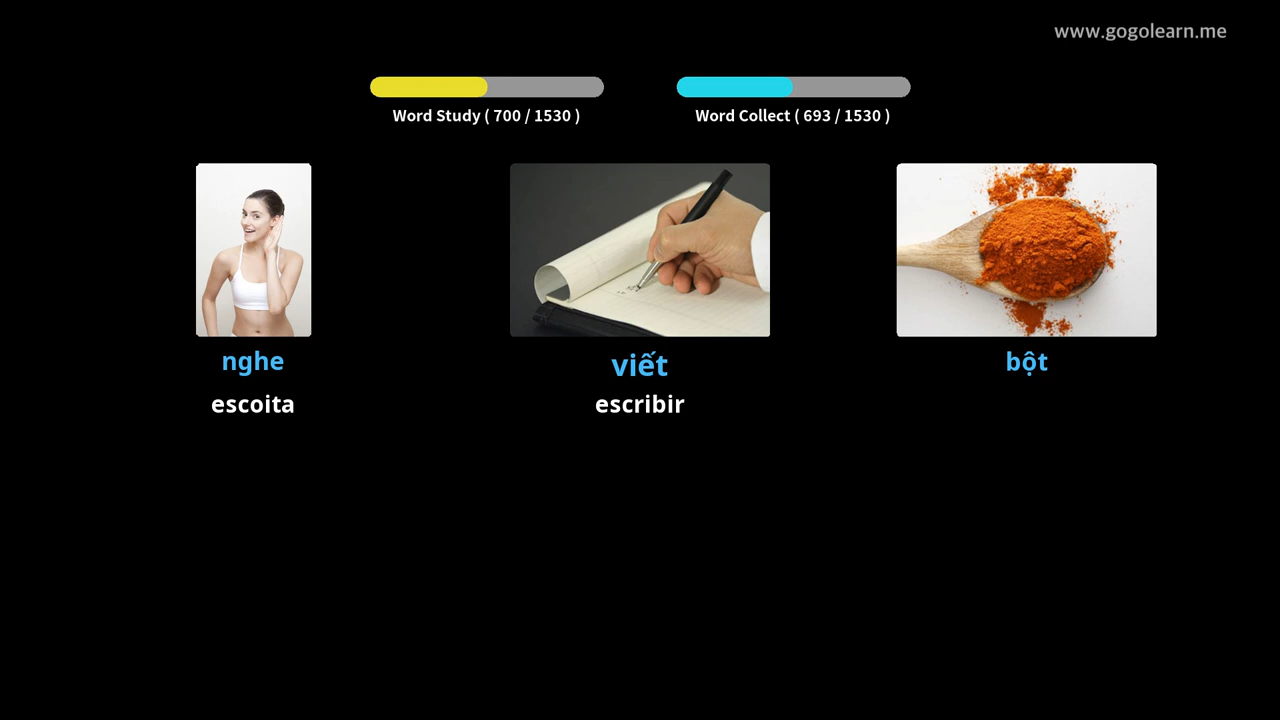 www.gogolearn.me
Word Study ( 700 / 1530 )
Word Collect ( 693 / 1530 )
nghe
viết
bột
escoita
escribir